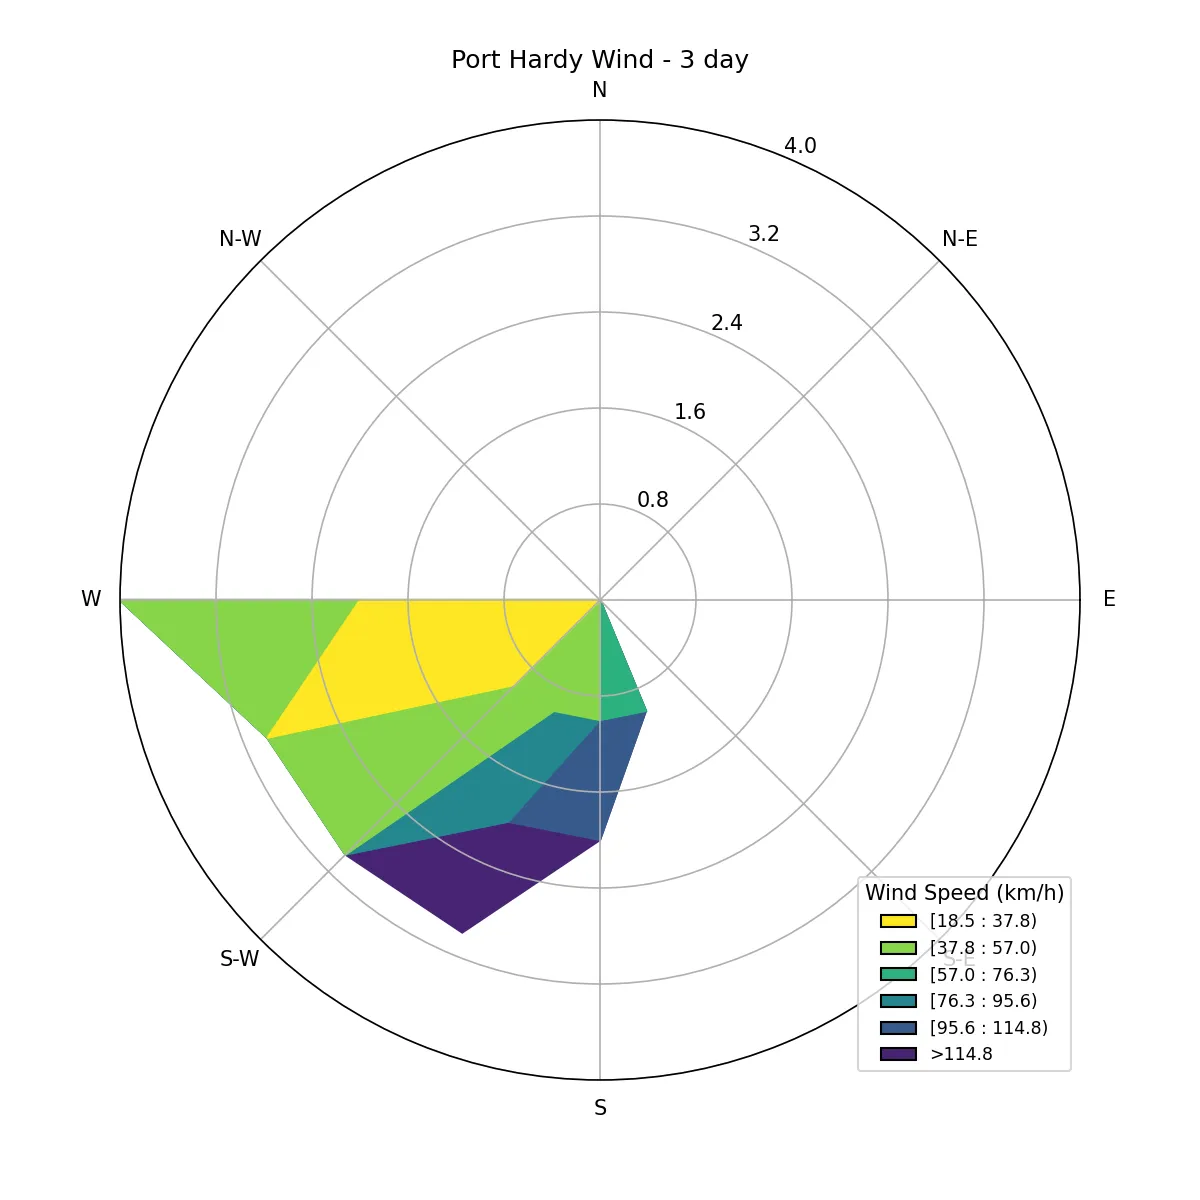 Port Hardy Wind - 3 day
N
4.0
N-W
N-E
3.2
2.4
1.6
0.8
W
E
S-W
S-E
S
Wind Speed (km/h)
[18.5 : 37.8)
[37.8 : 57.0)
[57.0 : 76.3)
[76.3 : 95.6)
[95.6 : 114.8)
>114.8